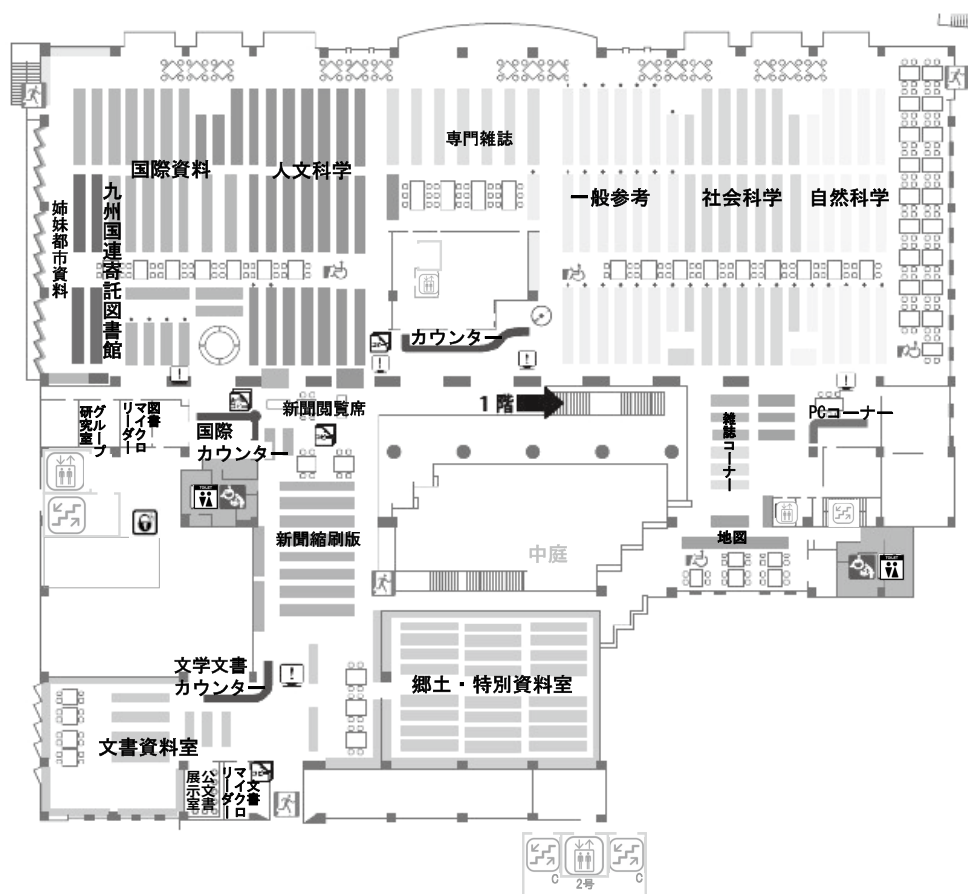 専門雑誌
国際資料
人文科学
一般参考
社会科学
自然科学
姉妹都市資料
九州国連寄託図書館
カウンター
新聞閲覧席
1階
雑誌コーナー
PCコーナー
グループ
研究室
図書
マイクロ
リーダー
国際
カウンター
TOILET
新聞縮刷版
中庭
地図
TOILET
文学文書
カウンター
郷土・特別資料室
文書資料室
公文書
展示室
文書
マイクロ
リーダー
C
2号
C